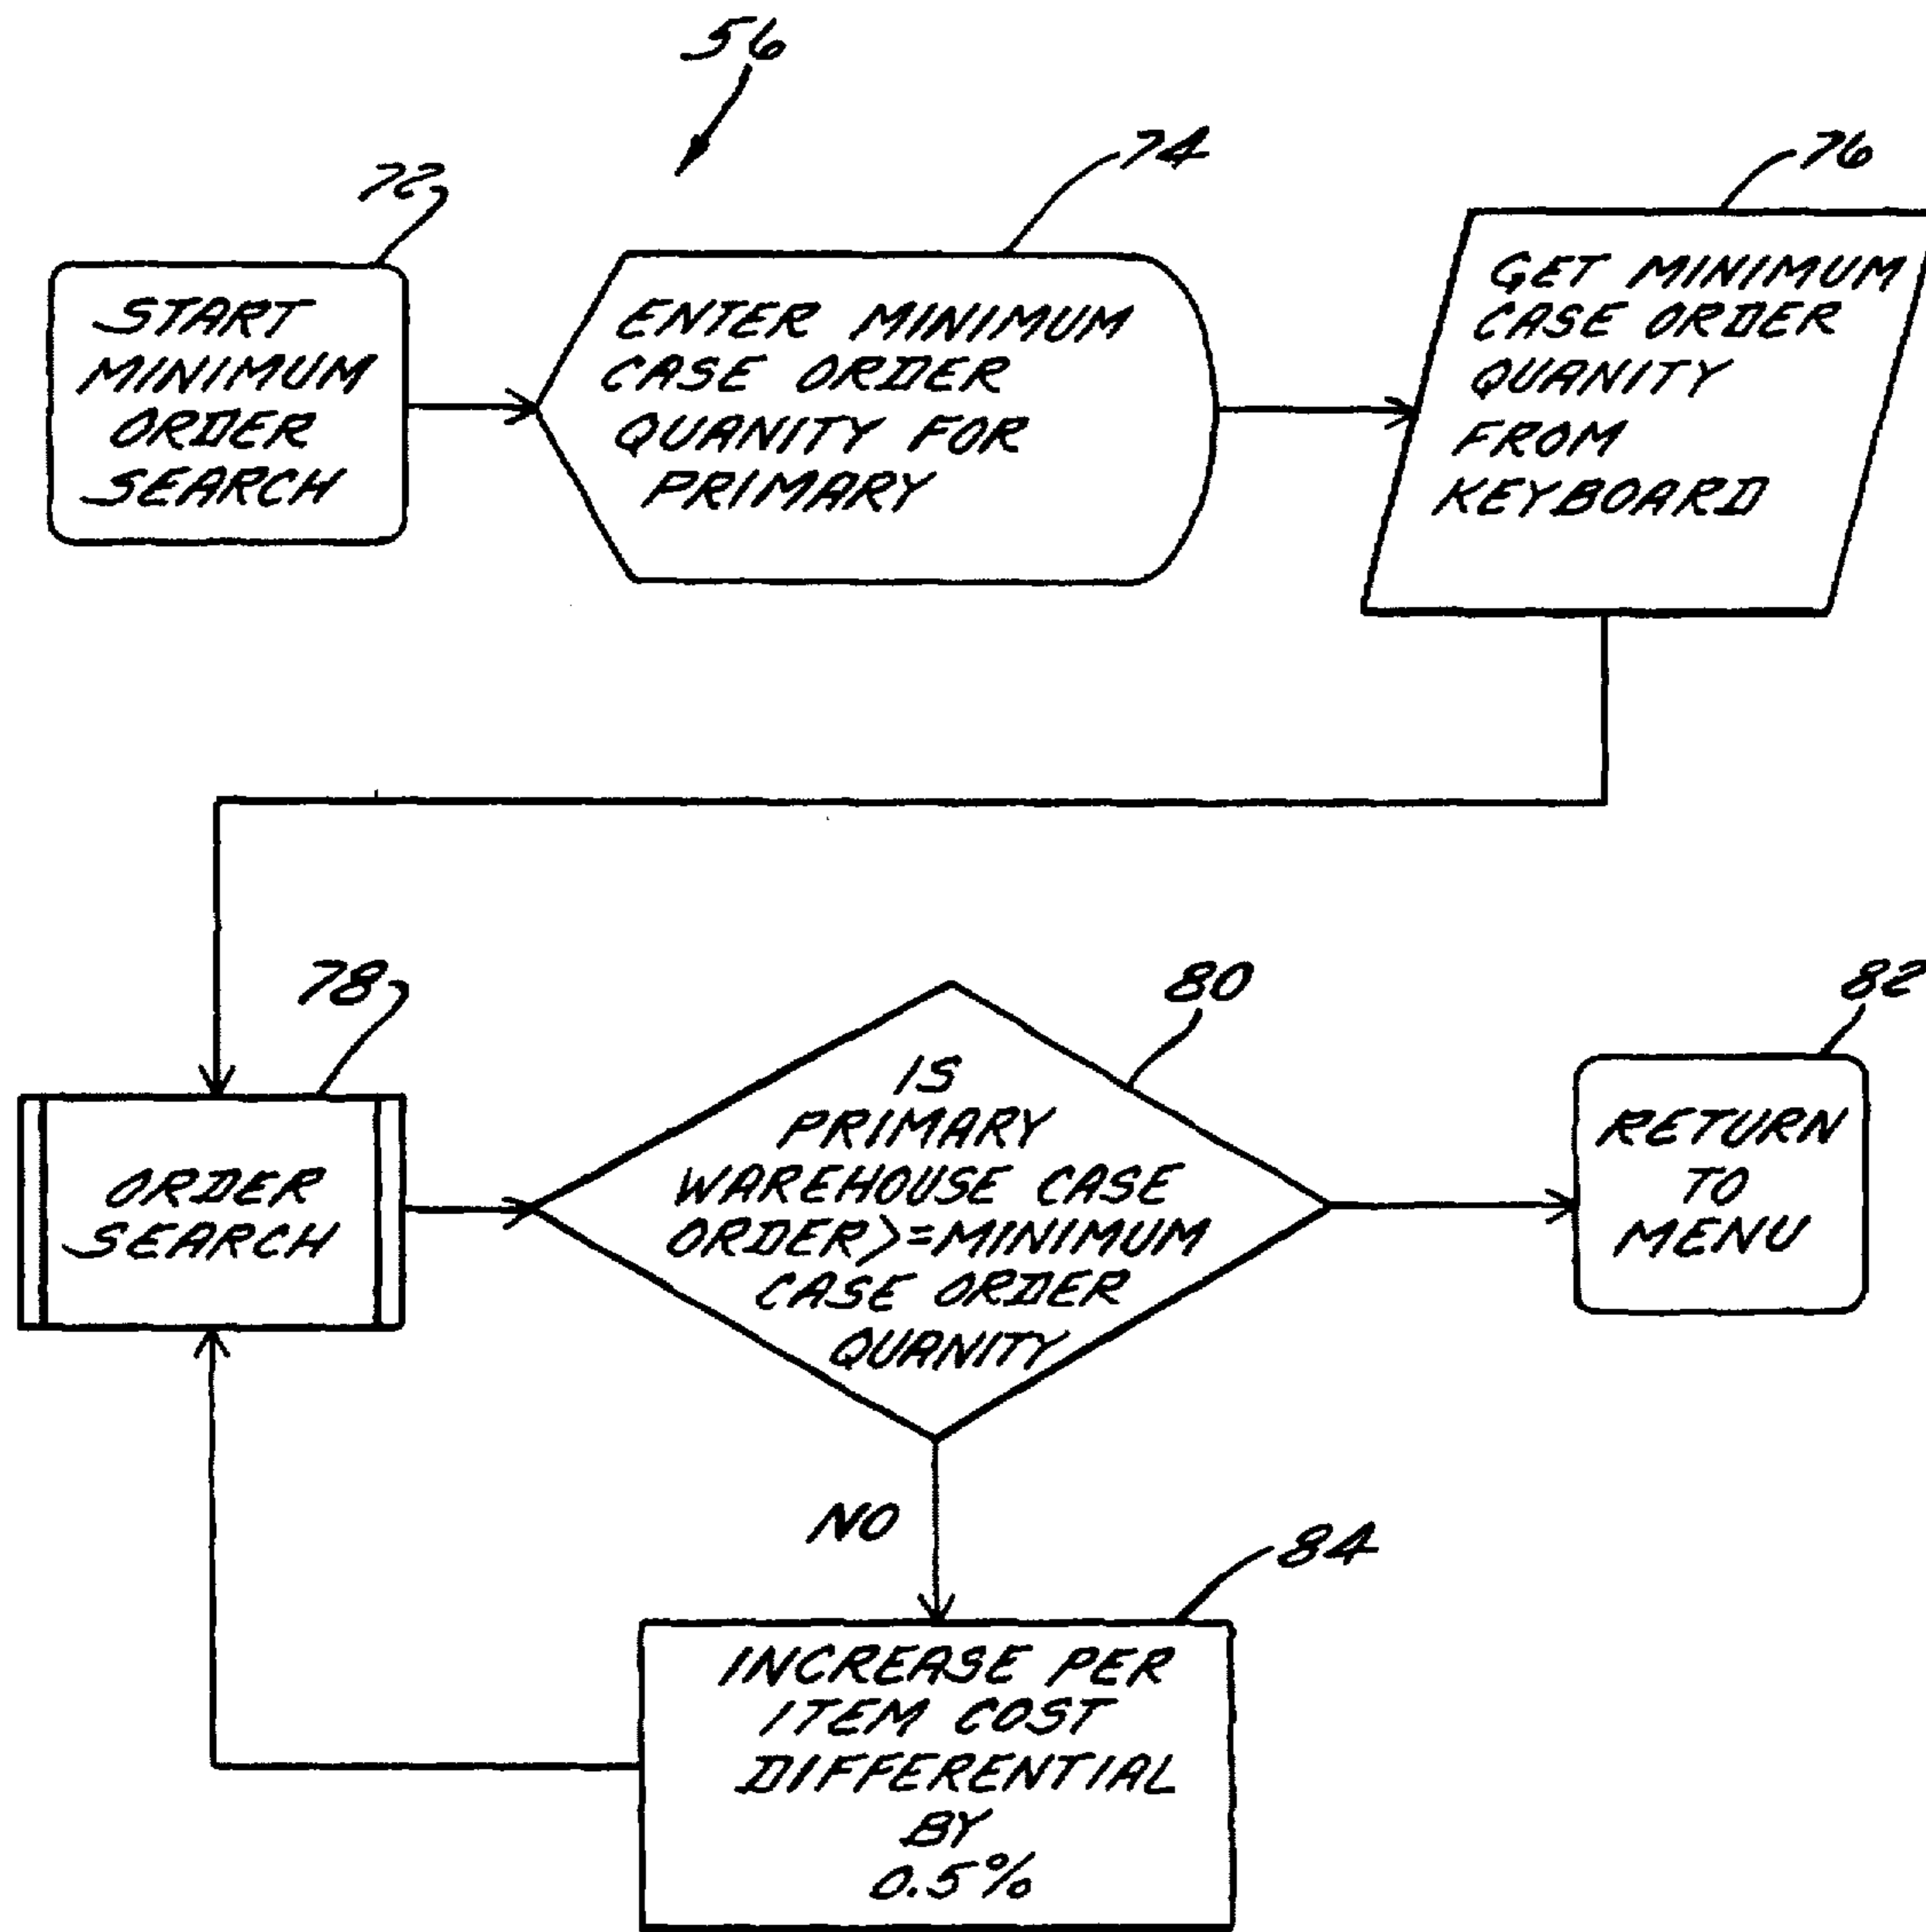 56
72
START
MINIMUM
ORDER
SEARCH
74
ENTER MINIMUM
CASE ORDER
QUANITY FOR
PRIMARY
76
GET MINIMUM
CASE ORDER
QUANITY
FROM
KEYBOARD
78
ORDER
SEARCH
80
IS
PRIMARY
WAREHOUSE CASE
ORDER>=MINIMUM
CASE ORDER
QUANITY
82
RETURN
TO
MENU
NO
84
INCREASE PER
ITEM COST
DIFFERENTIAL
BY
0.5%